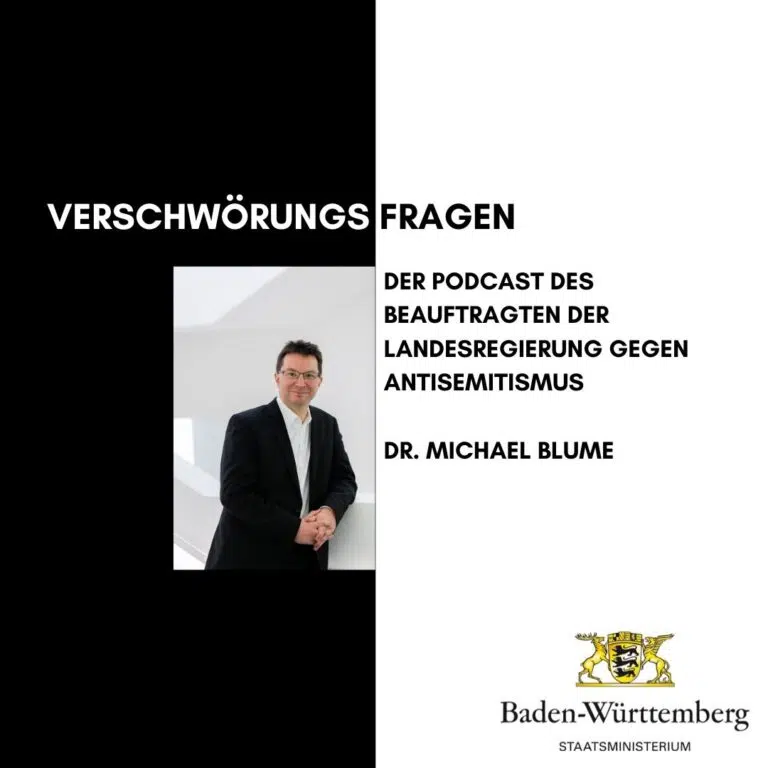 VERSCHWÖRUNGS FRAGEN
DER PODCAST DES
BEAUFTRAGTEN DER
LANDESREGIERUNG GEGEN
ANTISEMITISMUS
DR. MICHAEL BLUME
Baden-Württemberg
STAATSMINISTERIUM